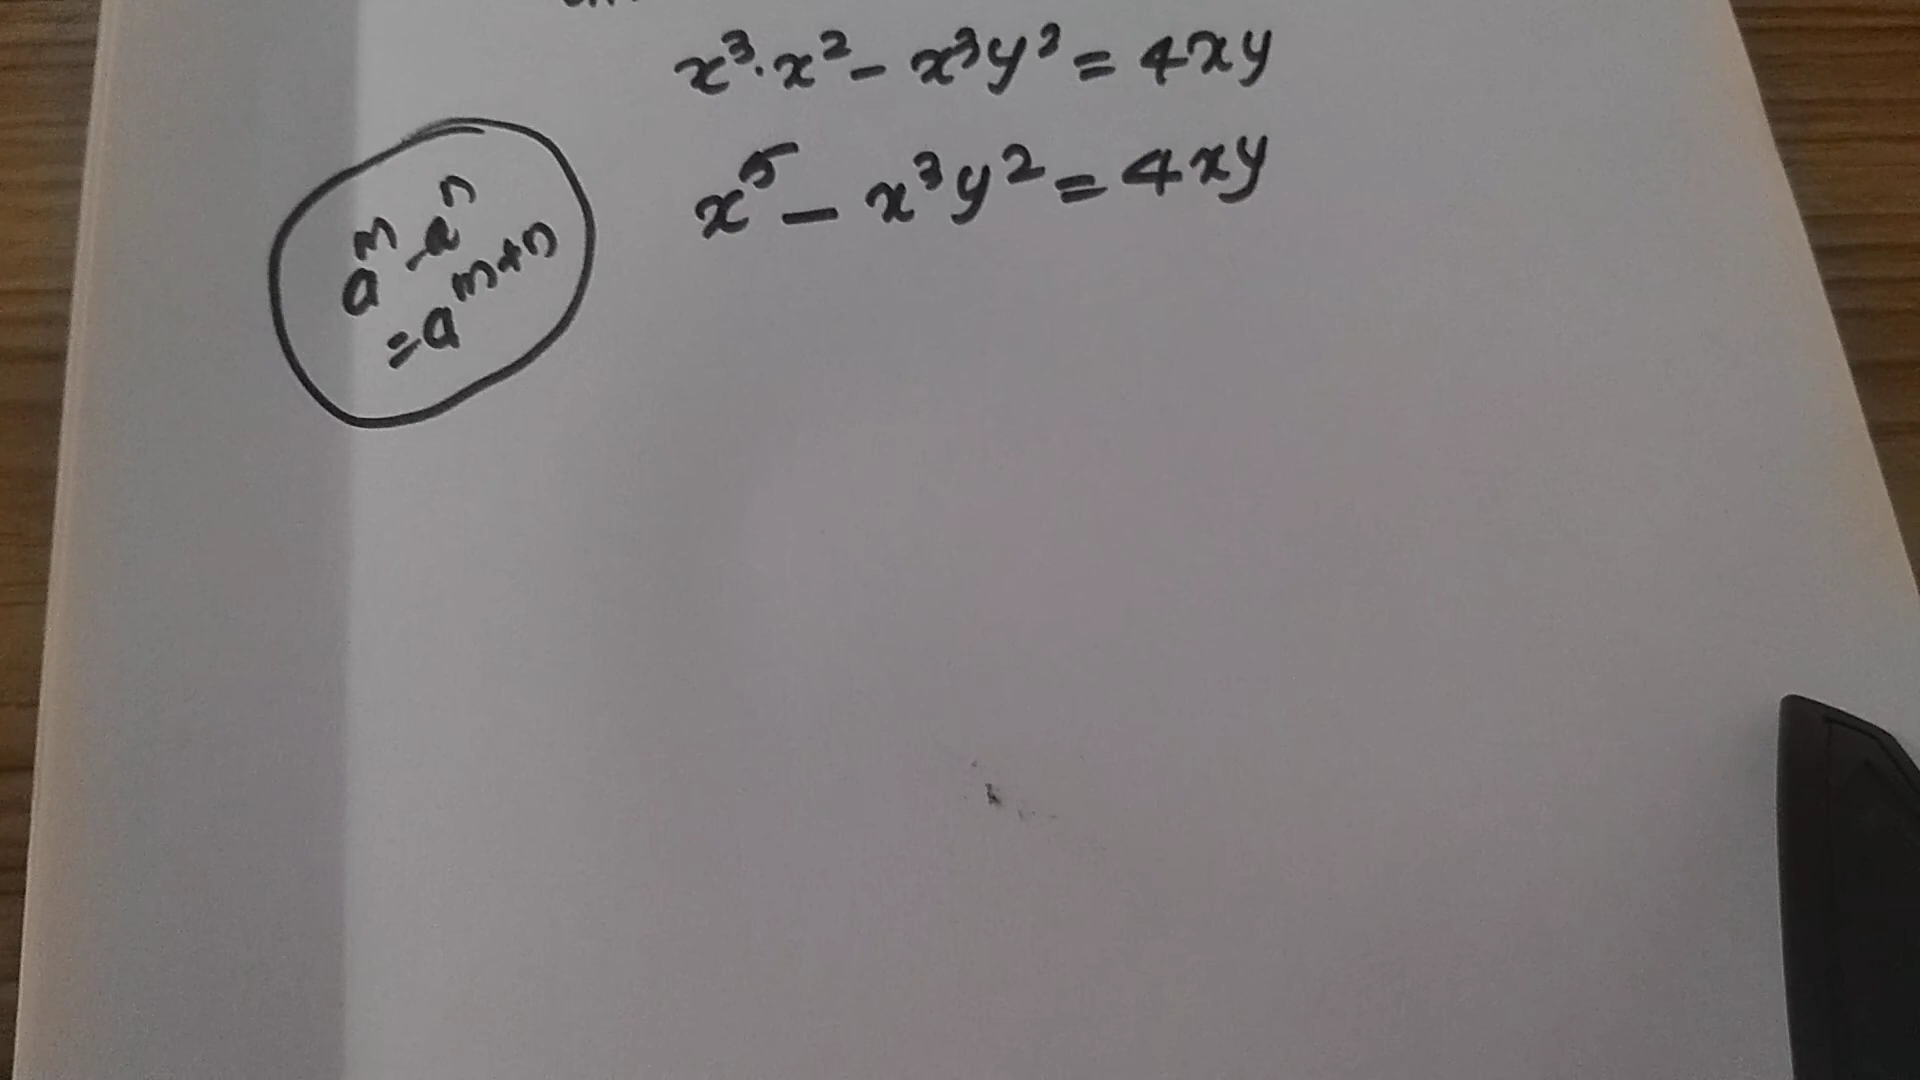 x³·x² - x³y² = 4xy
x⁵ - x³y² = 4xy
aᵐ·aⁿ
= aᵐ⁺ⁿ